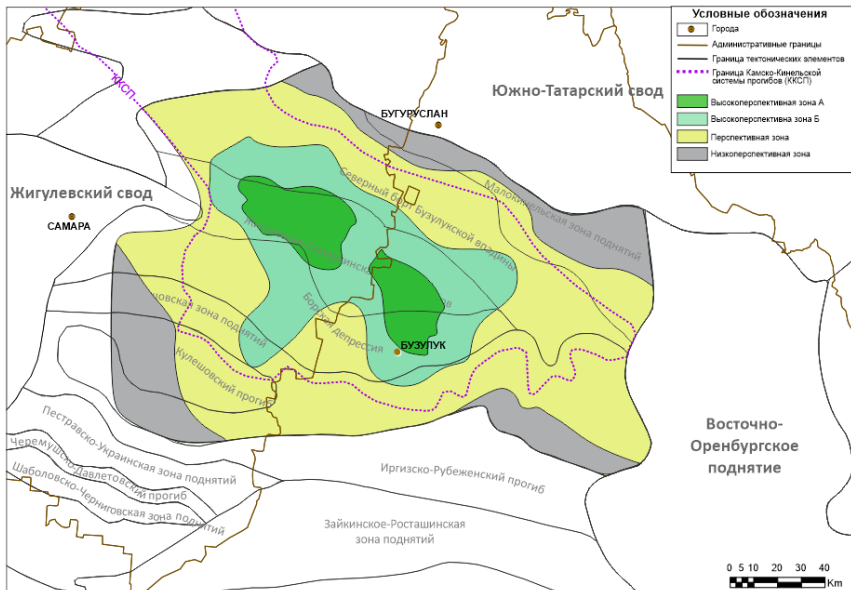 Условные обозначения
Города
Административные границы
Граница тектонических элементов
Граница Камско-Кинельской
системы прогибов (ККСП)
Высокоперспективная зона А
Высокоперспективна зона Б
Перспективная зона
Низкоперспективная зона
ККСП
Южно-Татарский свод
БУГУРУСЛАН
Жигулевский свод
САМАРА
Северный борт Бузулукской впадины
Малокинельская зона поднятий
Борская депрессия
зона поднятий
БУЗУЛУК
Кулешовский прогиб
Пестравско-Украинская зона поднятий
Черемушско-Давлетовский прогиб
Шаболовско-Черниговская зона поднятий
Иргизско-Рубеженский прогиб
Зайкинское-Росташинская
зона поднятий
Восточно-
Оренбургское
поднятие
0 5 10 20 30 40
Km